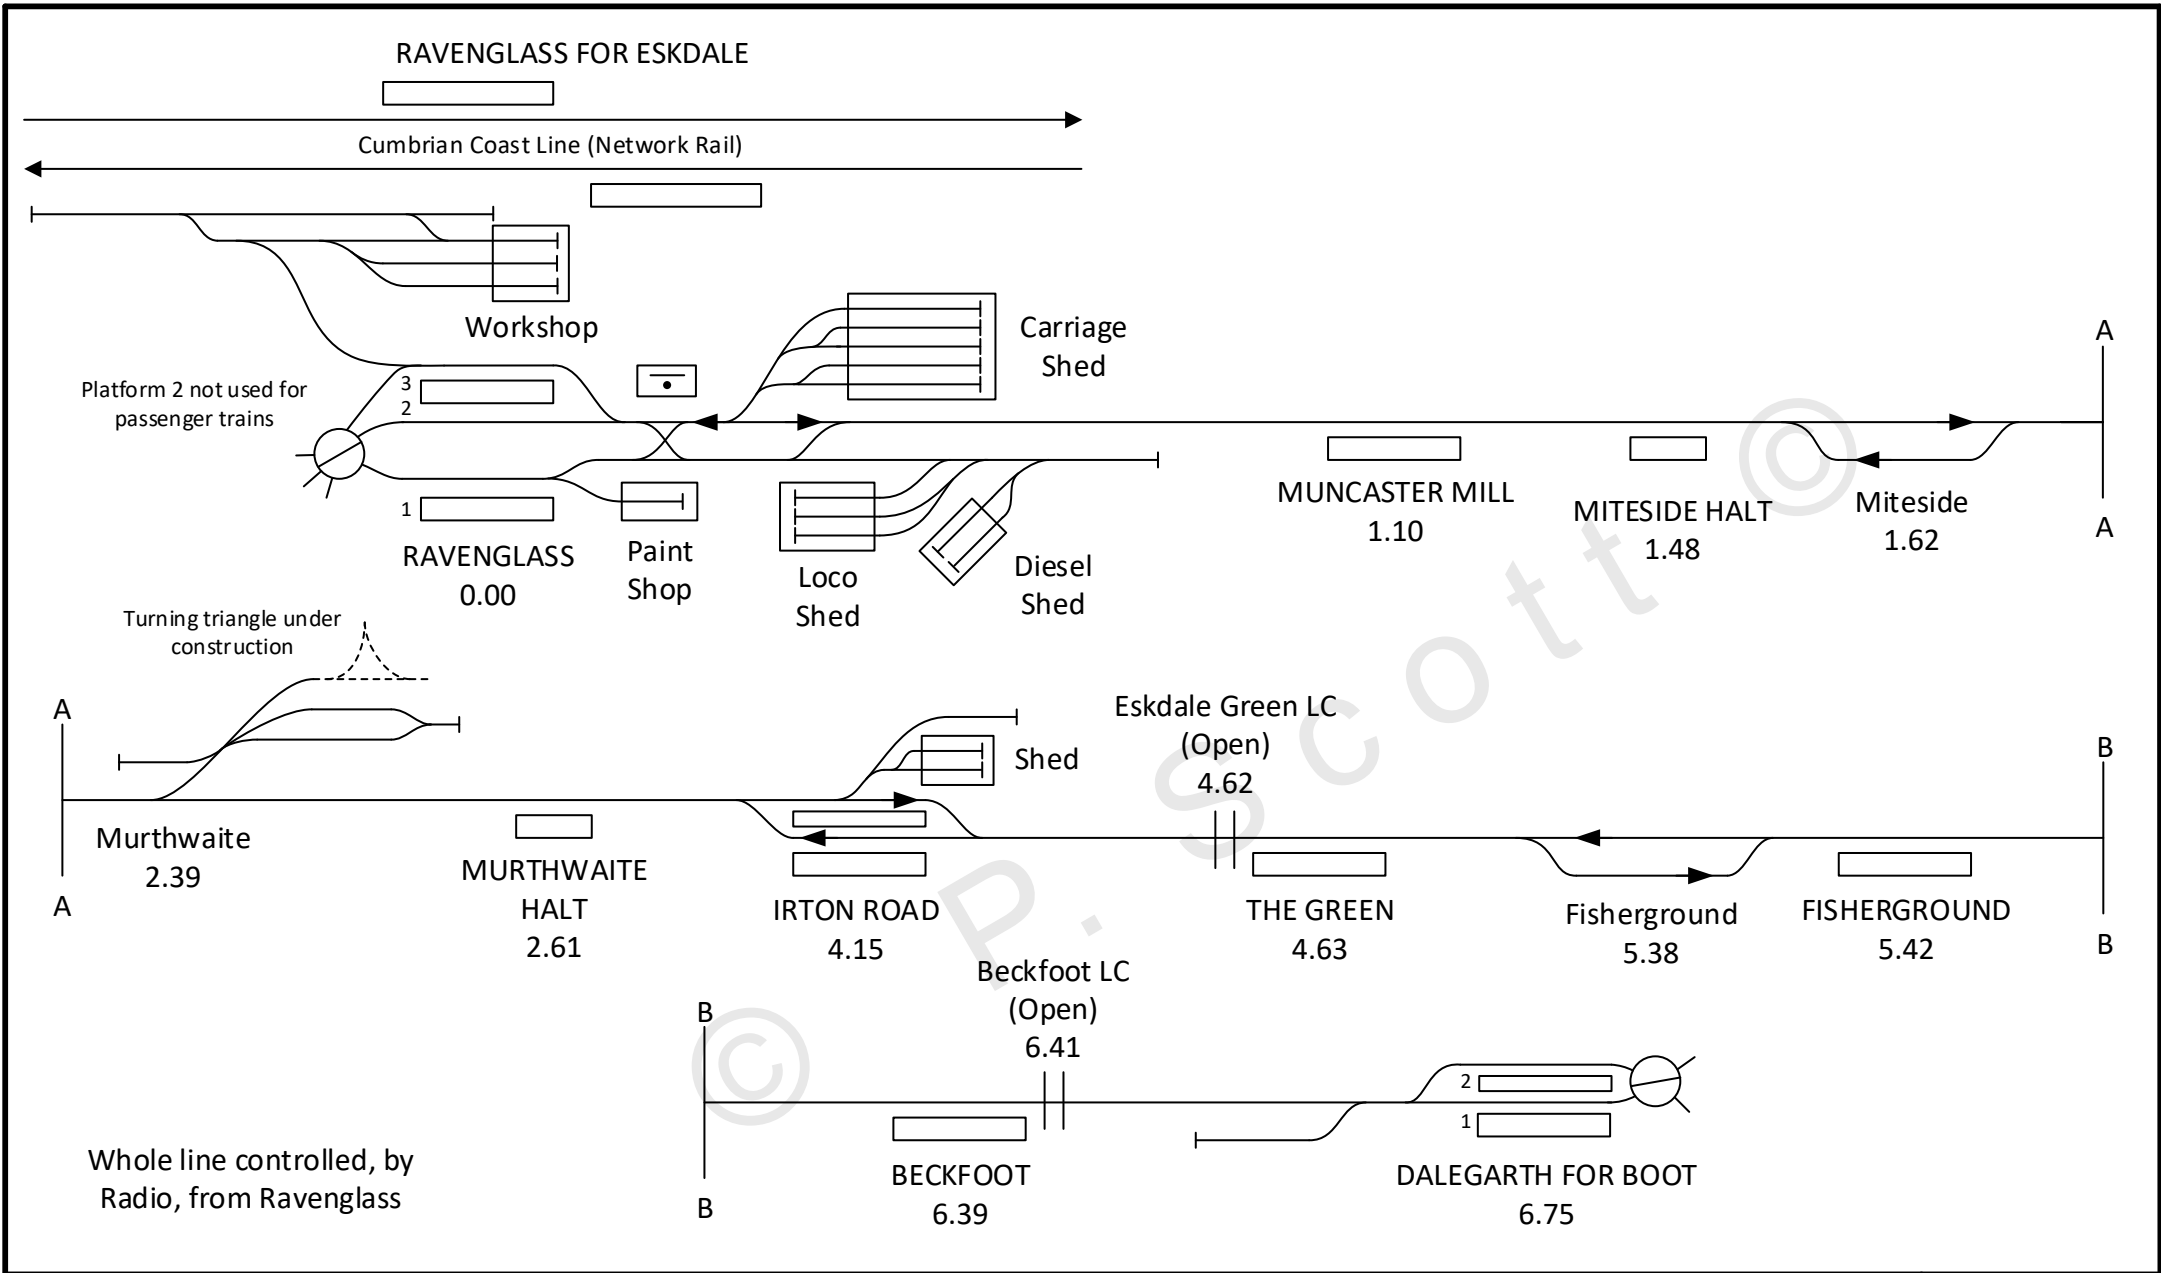 RAVENGLASS FOR ESKDALE
Cumbrian Coast Line (Network Rail)
Workshop
Carriage
Shed
Platform 2 not used for
passenger trains
3
2
1
RAVENGLASS
0.00
Paint
Shop
Loco
Shed
Diesel
Shed
MUNCASTER MILL
1.10
MITESIDE HALT
1.48
Miteside
1.62
A
A
Turning triangle under
construction
A
A
Murthwaite
2.39
MURTHWAITE
HALT
2.61
Shed
IRTON ROAD
4.15
Eskdale Green LC
(Open)
4.62
THE GREEN
4.63
Fisherground
5.38
FISHERGROUND
5.42
B
B
B
B
Beckfoot LC
(Open)
6.41
BECKFOOT
6.39
2
1
DALEGARTH FOR BOOT
6.75
Whole line controlled, by
Radio, from Ravenglass
© P. Scott ©